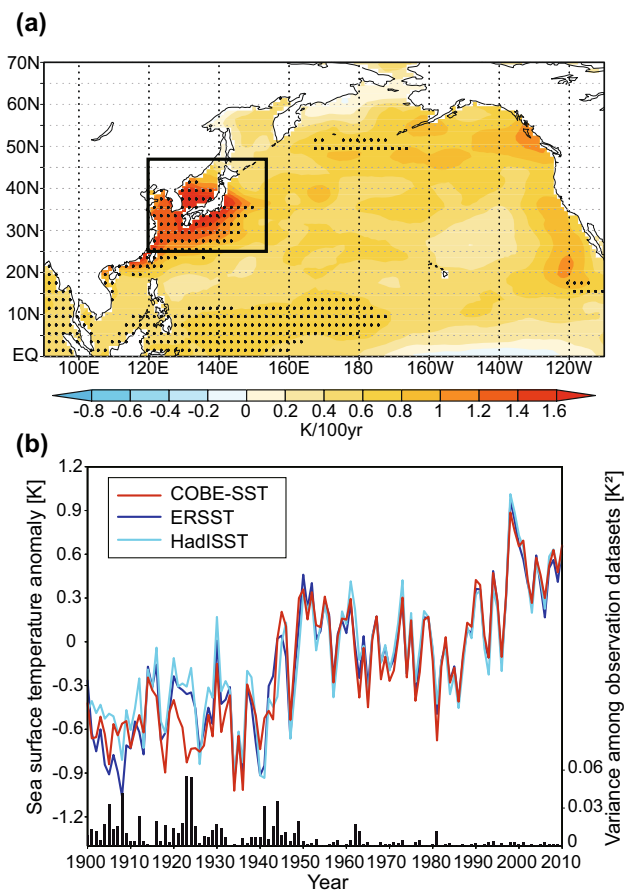 (a)
70N
60N
50N
40N
30N
20N
10N
EQ
100E 120E 140E 160E 180 160W 140W 120W
-0.8 -0.6 -0.4 -0.2 0 0.2 0.4 0.6 0.8 1 1.2 1.4 1.6
K/100yr
(b)
Sea surface temperature anomaly [K]
1.2
0.9
0.6
0.3
0
-0.3
-0.6
-0.9
-1.2
COBE-SST
ERSST
HadISST
Variance among observation datasets [K²]
0.06
0.03
0
1900 1910 1920 1930 1940 1950 1960 1970 1980 1990 2000 2010
Year